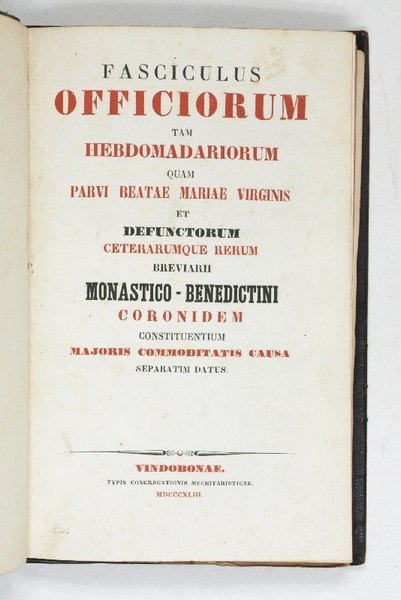 FASCICULUS
OFFICIORUM
TAM
HEBDOMADARIORUM
QUAM
PARVI BEATAE MARIAE VIRGINIS
ET
DEFUNCTORUM
CETERARUMQUE RERUM
BREVIARII
MONASTICO-BENEDICTINI
CORONIDEM
CONSTITUENTIUM
MAJORIS COMMODITATIS CAUSA
SEPARATIM DATUS.
VINDOBONAE.
TYPIS CONGREGATIONIS MECHITARISTICAE.
MDCCCXLIII.